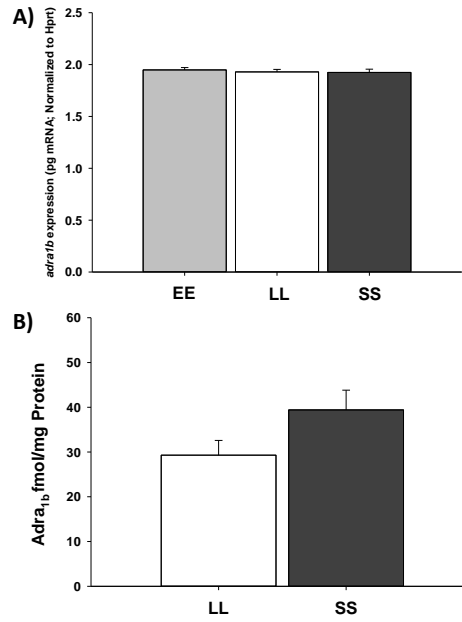 A)
adra1b expression (pg mRNA; Normalized to Hprt)
2.5
2.0
1.5
1.0
0.5
0.0
EE LL SS
B)
Adra1b fmol/mg Protein
60
50
40
30
20
10
0
LL SS